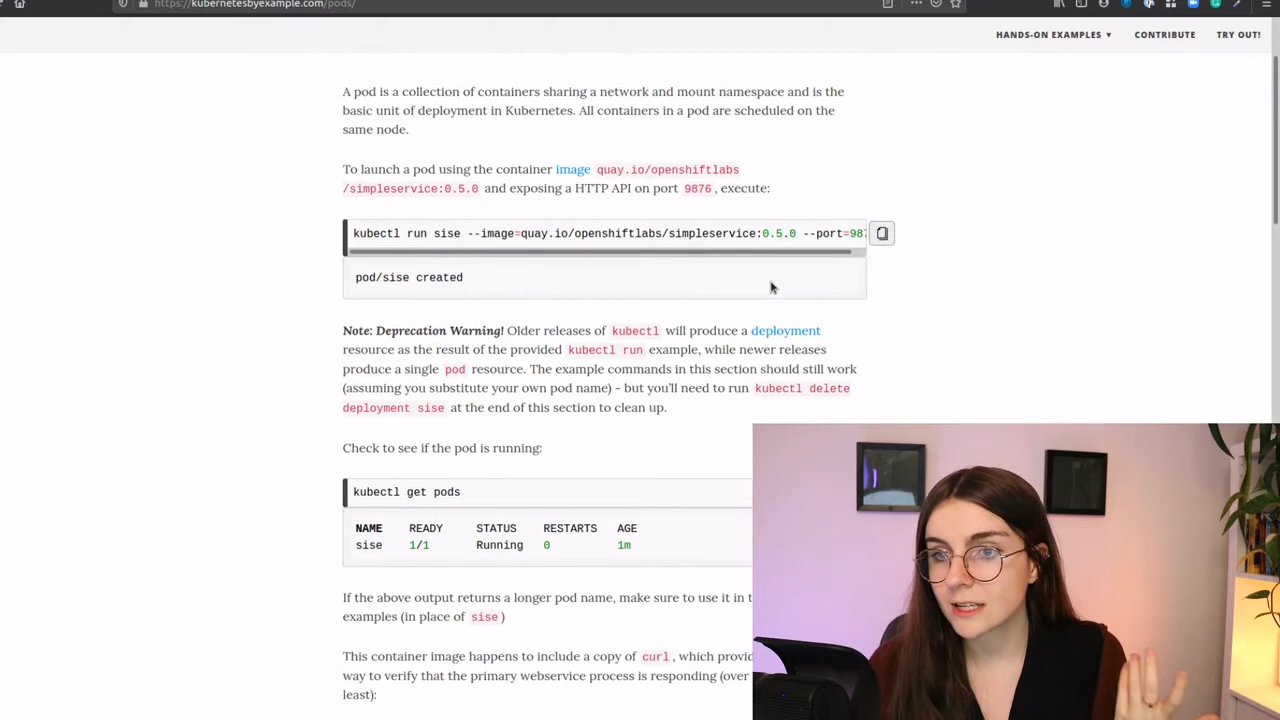 https://kubernetesbyexample.com/pods/
HANDS-ON EXAMPLES ▼ CONTRIBUTE TRY OUT!
A pod is a collection of containers sharing a network and mount namespace and is the
basic unit of deployment in Kubernetes. All containers in a pod are scheduled on the
same node.
To launch a pod using the container image quay.io/openshiftlabs
/simpleservice:0.5.0 and exposing a HTTP API on port 9876, execute:
kubectl run sise --image=quay.io/openshiftlabs/simpleservice:0.5.0 --port=987
pod/sise created
Note: Deprecation Warning! Older releases of kubectl will produce a deployment
resource as the result of the provided kubectl run example, while newer releases
produce a single pod resource. The example commands in this section should still work
(assuming you substitute your own pod name) - but you'll need to run kubectl delete
deployment sise at the end of this section to clean up.
Check to see if the pod is running:
kubectl get pods
NAME READY STATUS RESTARTS AGE
sise 1/1 Running 0 1m
If the above output returns a longer pod name, make sure to use it in t
examples (in place of sise)
This container image happens to include a copy of curl, which provid
way to verify that the primary webservice process is responding (over
least):